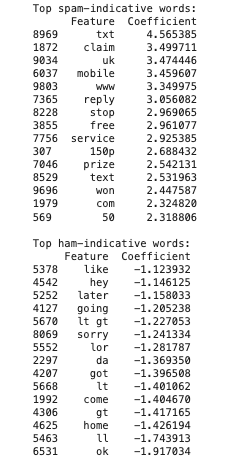 Top spam-indicative words:
Feature Coefficient
8969 txt 4.565385
1872 claim 3.499711
9034 uk 3.474446
6037 mobile 3.459607
9803 www 3.349975
7365 reply 3.056082
8228 stop 2.969065
3855 free 2.961077
7756 service 2.925385
307 150p 2.688432
7046 prize 2.542131
8529 text 2.531963
9696 won 2.447587
1979 com 2.324820
569 50 2.318806
Top ham-indicative words:
Feature Coefficient
5378 like -1.123932
4542 hey -1.146125
5252 later -1.158033
4127 going -1.205238
5670 lt gt -1.227053
8069 sorry -1.241334
5552 lor -1.281787
2297 da -1.369350
4207 got -1.396508
5668 lt -1.401062
1992 come -1.404670
4306 gt -1.417165
4625 home -1.426194
5463 ll -1.743913
6531 ok -1.917034